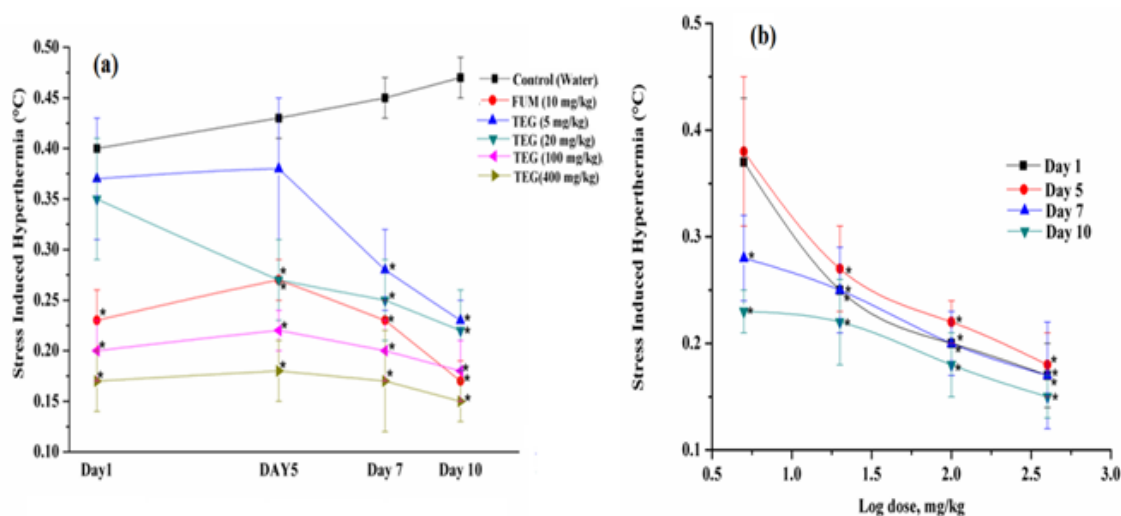 (a)
Stress Induced Hyperthermia (°C)
0.50
0.45
0.40
0.35
0.30
0.25
0.20
0.15
0.10
Day1
DAY5
Day 7
Day 10
Control (Water)
FUM (10 mg/kg)
TEG (5 mg/kg)
TEG (20 mg/kg)
TEG (100 mg/kg)
TEG(400 mg/kg)
(b)
Stress Induced Hyperthermia (°C)
0.5
0.4
0.3
0.2
0.1
0.5
1.0
1.5
2.0
2.5
3.0
Log dose, mg/kg
Day 1
Day 5
Day 7
Day 10